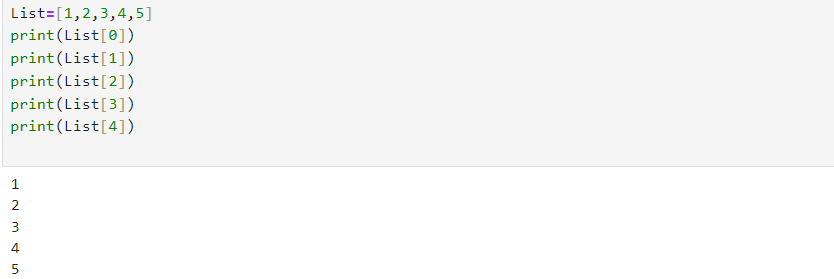 List=[1,2,3,4,5]
print(List[0])
print(List[1])
print(List[2])
print(List[3])
print(List[4])
1
2
3
4
5